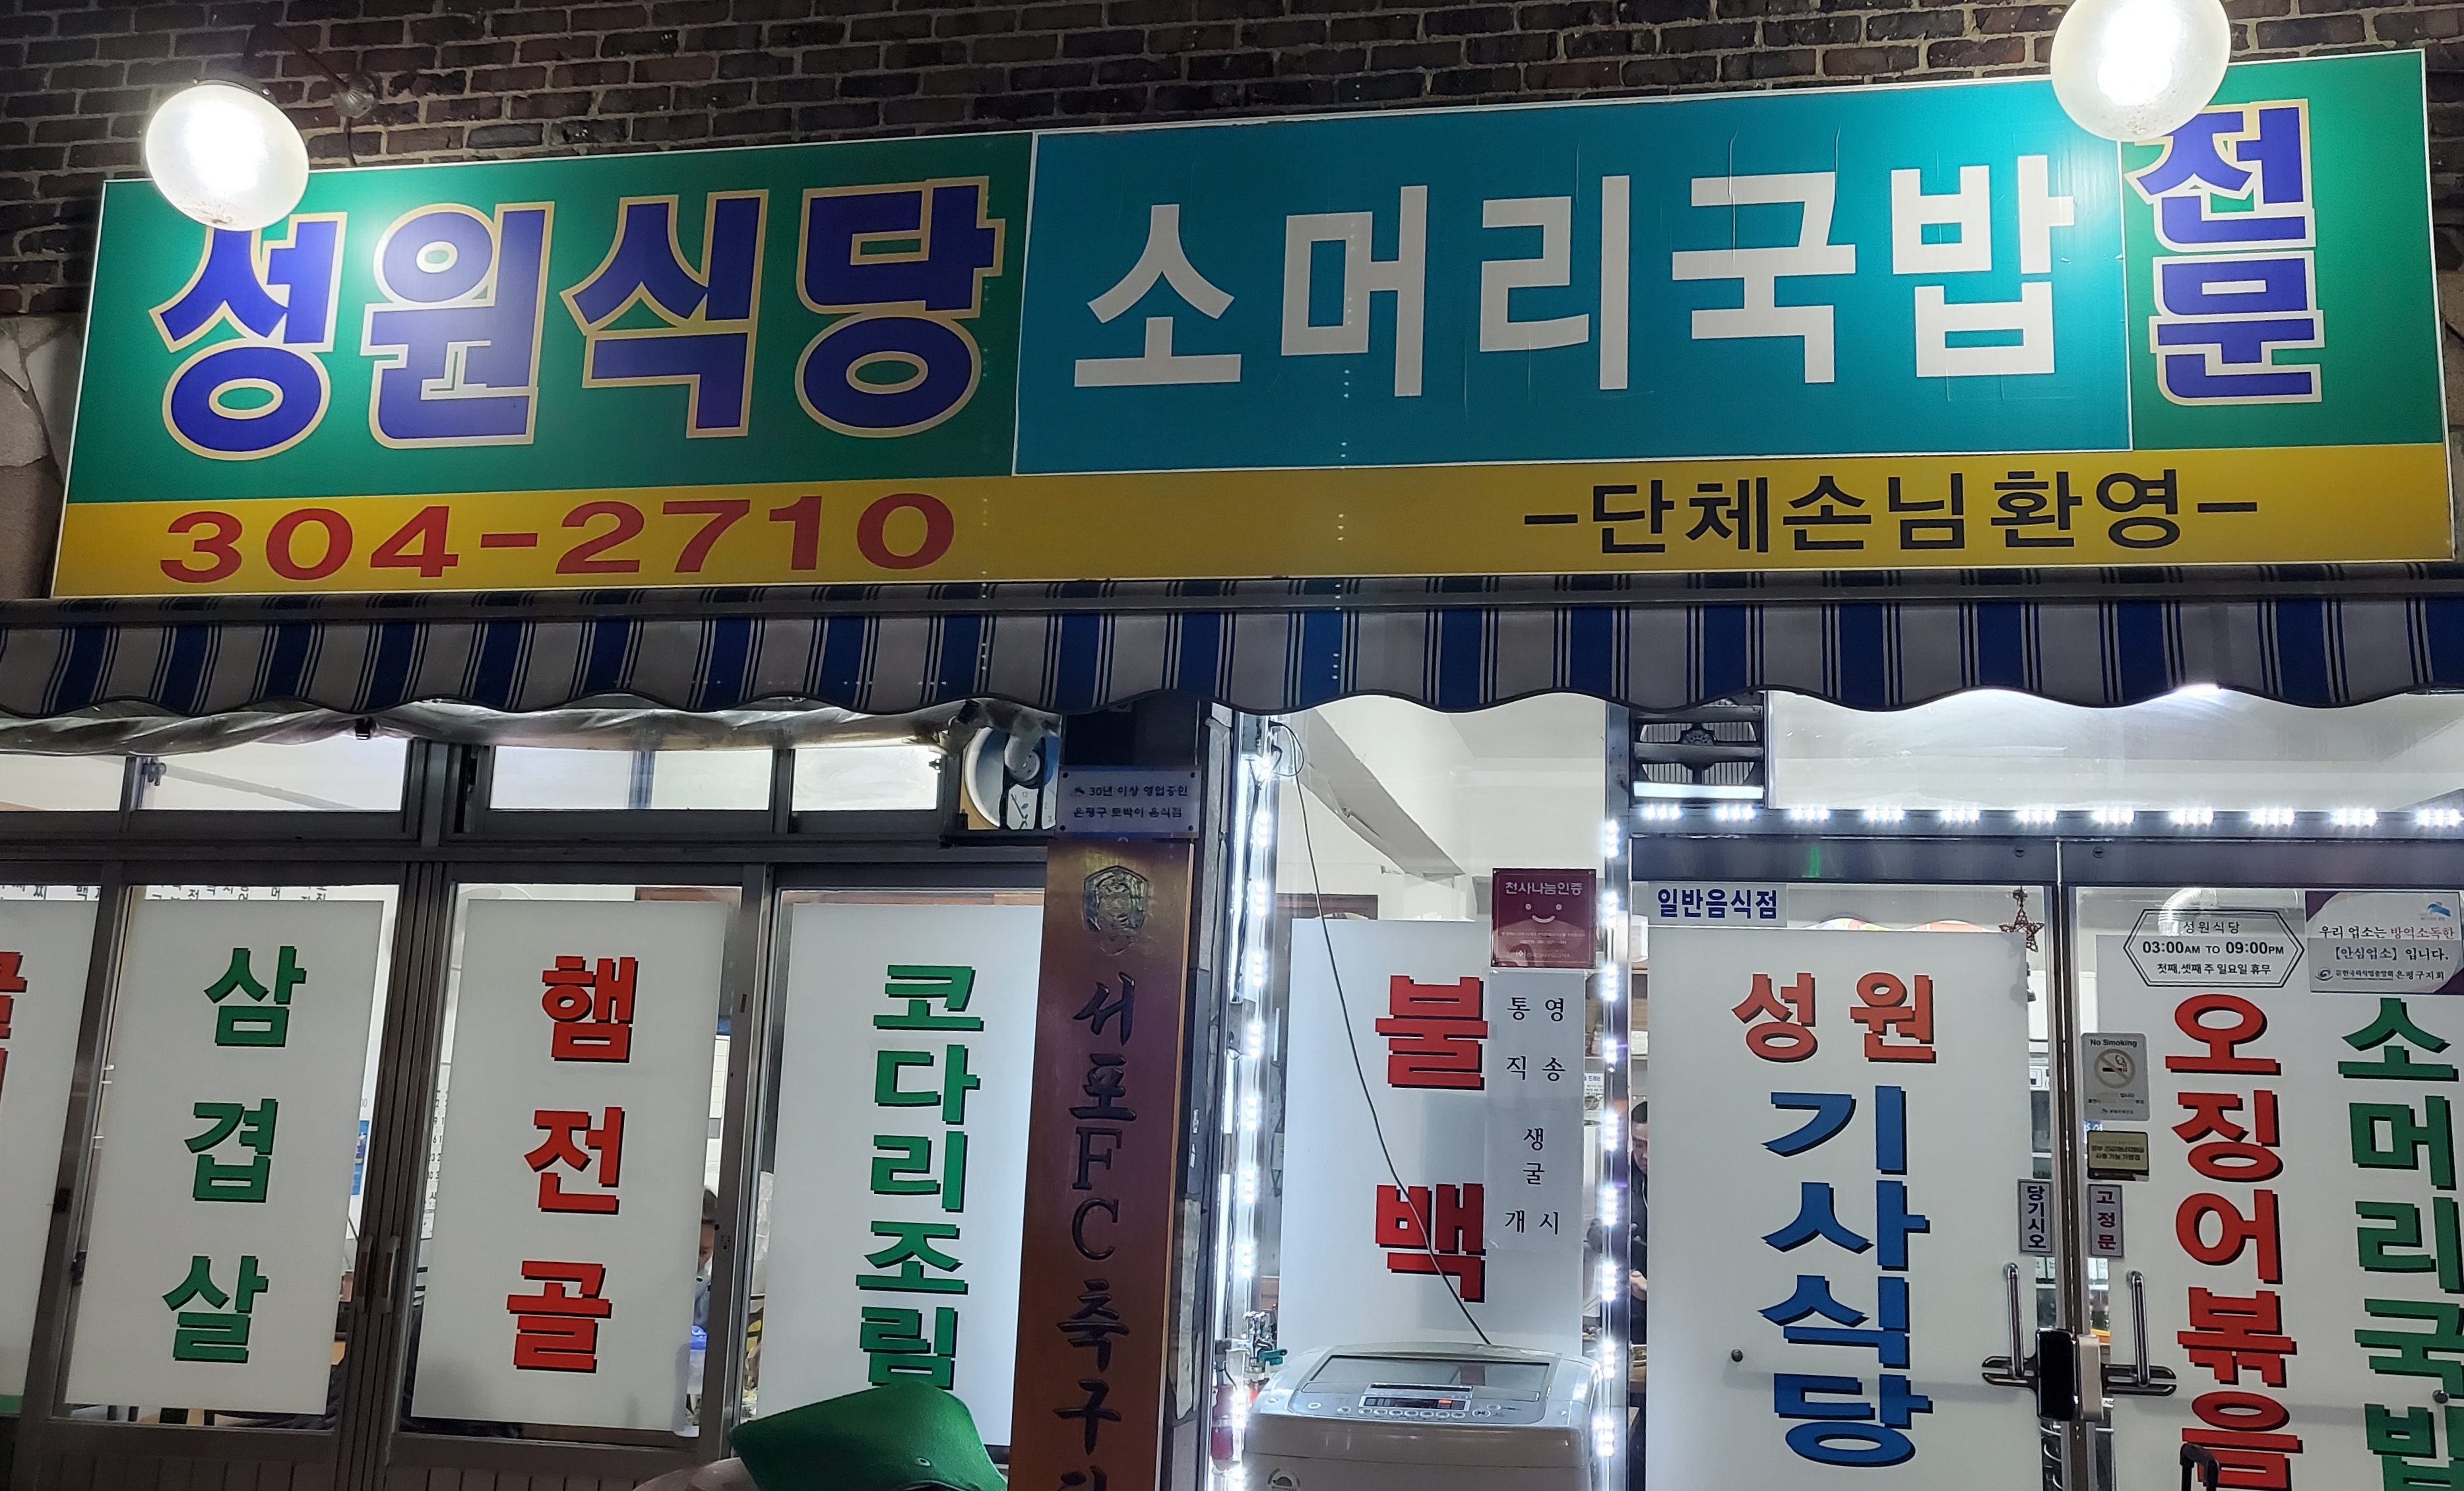 성원식당 소머리국밥 전문
304-2710 -단체손님환영-
30년 이상 영업중인
은평구 토박이 음식점
삼겹살
햄전골
코다리조림
서포FC축구
불백
천사나눔인증
통영
직송
생
굴
개시
일반음식점
성원
기사식당
당기시오
고정문
성원식당
03:00AM TO 09:00PM
첫째,셋째 주 일요일 휴무
우리 업소는 방역소독한
[안심업소] 입니다.
은평구지회
No Smoking
오징어볶음
소머리국밥